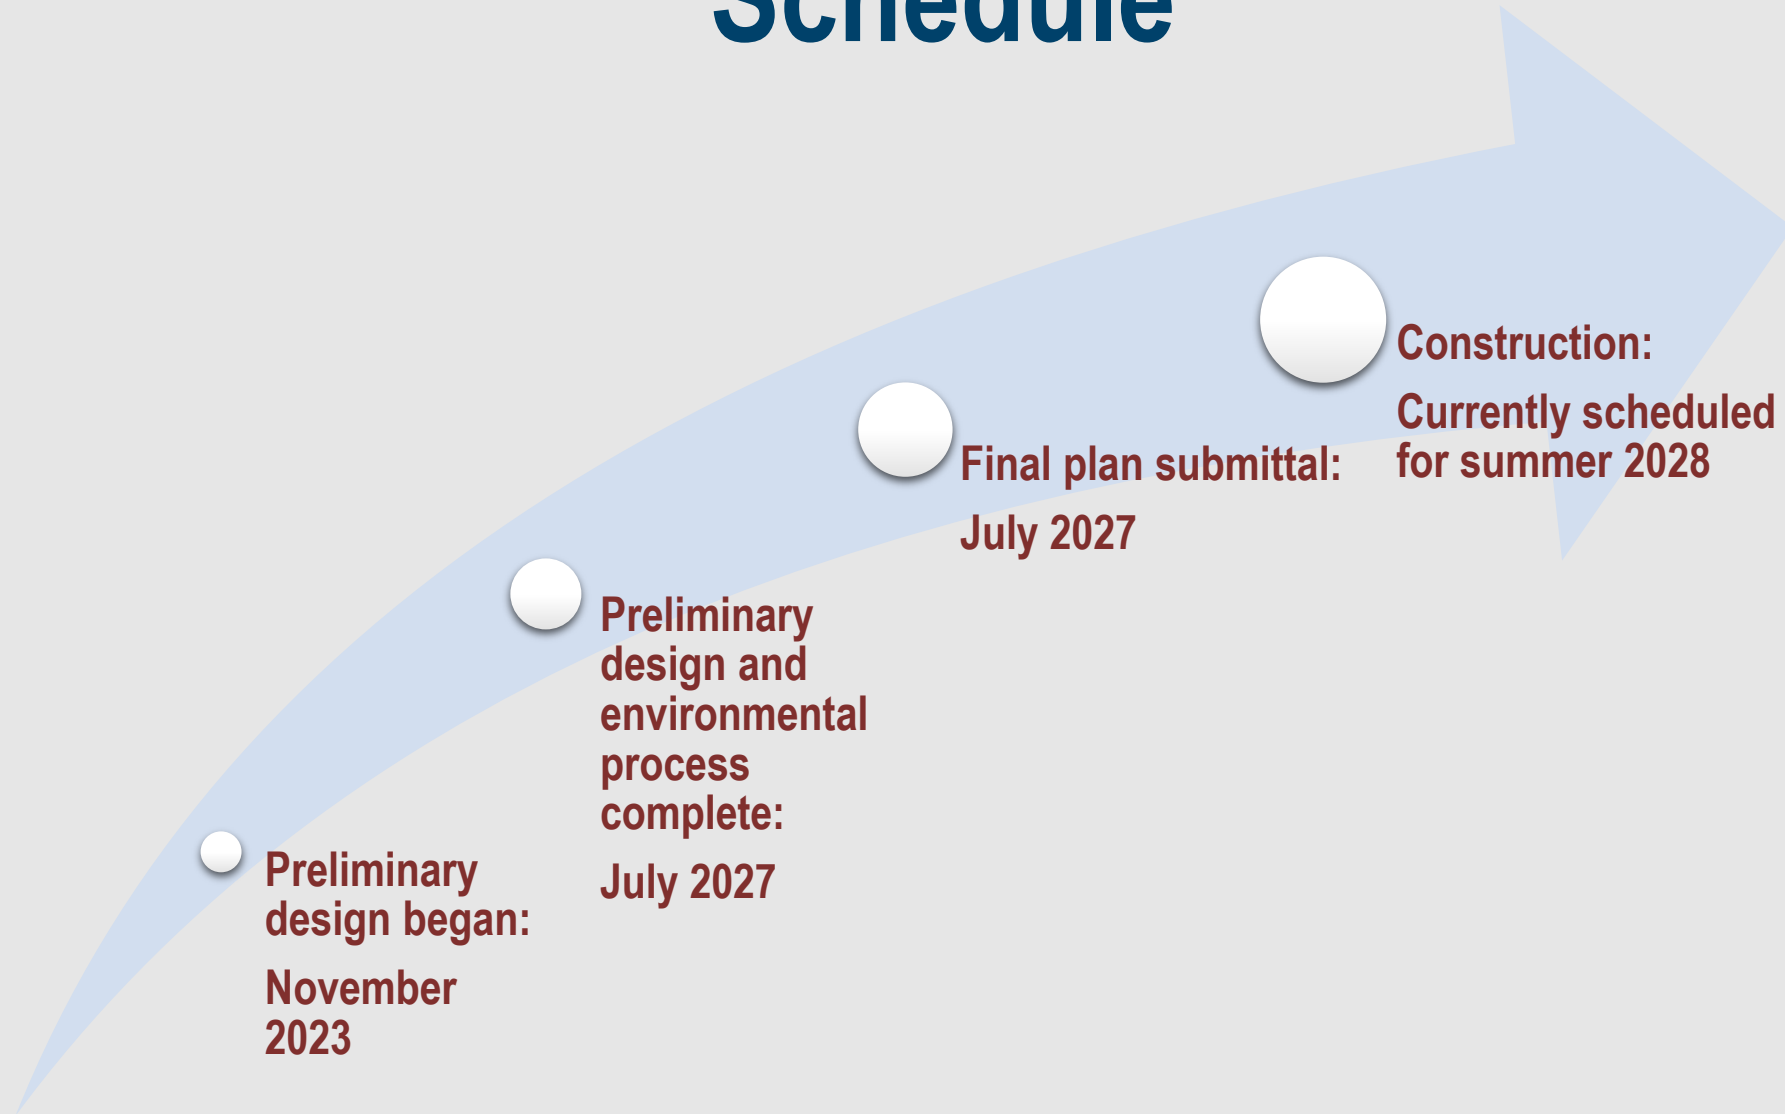 Schedule
Preliminary
design began:
November
2023
Preliminary
design and
environmental
process
complete:
July 2027
Final plan submittal:
July 2027
Construction:
Currently scheduled
for summer 2028